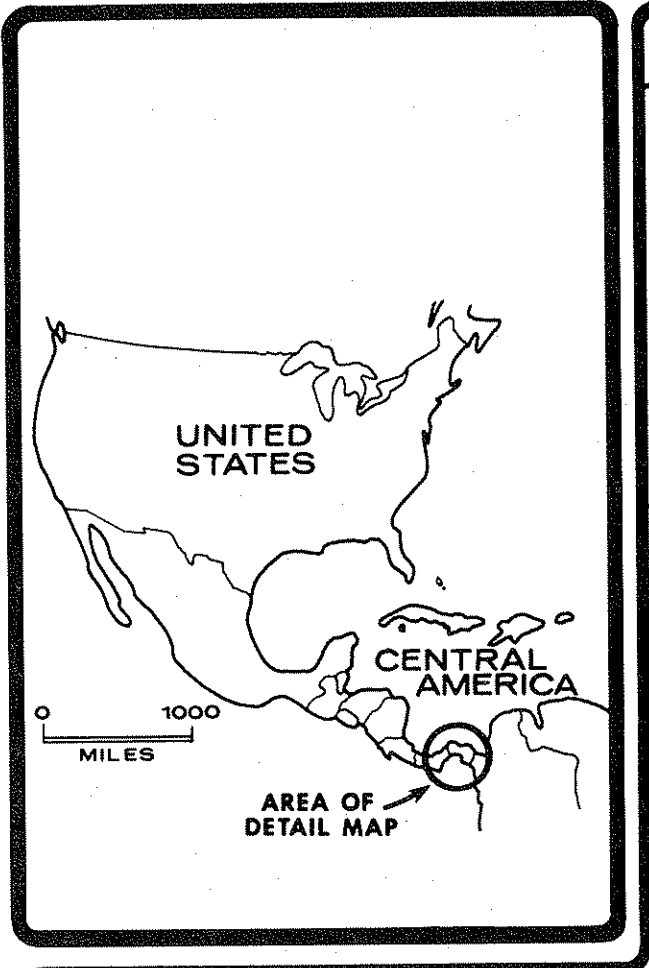 UNITED
STATES
CENTRAL
AMERICA
0 1000
MILES
AREA OF
DETAIL MAP